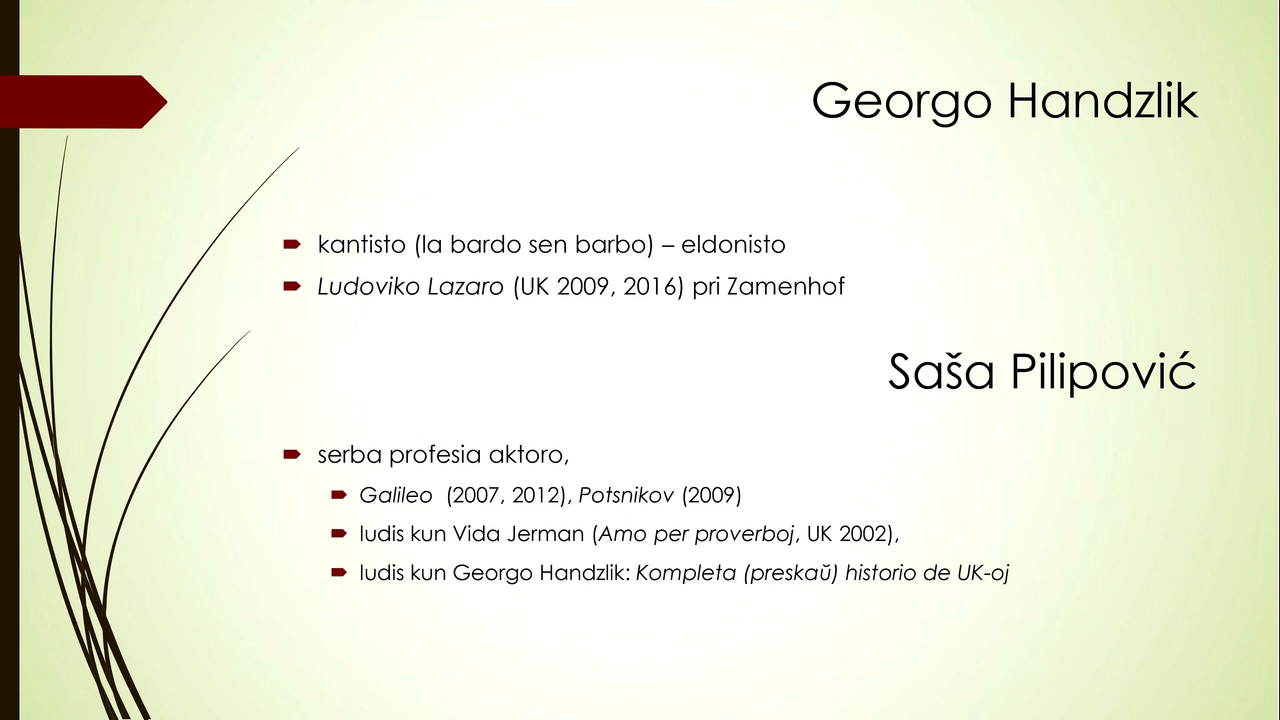 Georgo Handzlik
kantisto (la bardo sen barbo) – eldonisto
Ludoviko Lazaro (UK 2009, 2016) pri Zamenhof
Saša Pilipović
serba profesia aktoro,
Galileo (2007, 2012), Potsnikov (2009)
ludis kun Vida Jerman (Amo per proverboj, UK 2002),
ludis kun Georgo Handzlik: Kompleta (preskaŭ) historio de UK-oj